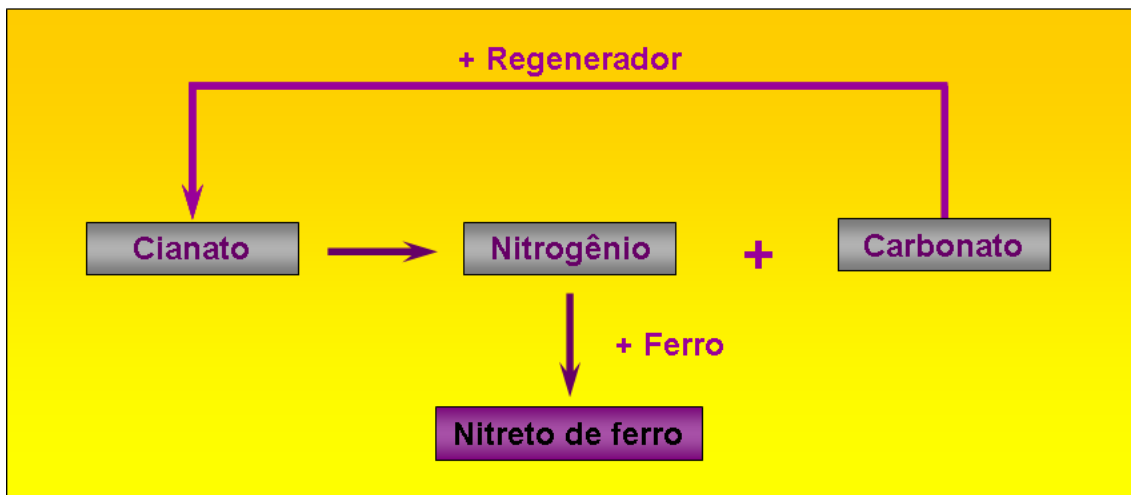 + Regenerador
Cianato
Nitrogênio
+
Carbonato
+ Ferro
Nitreto de ferro